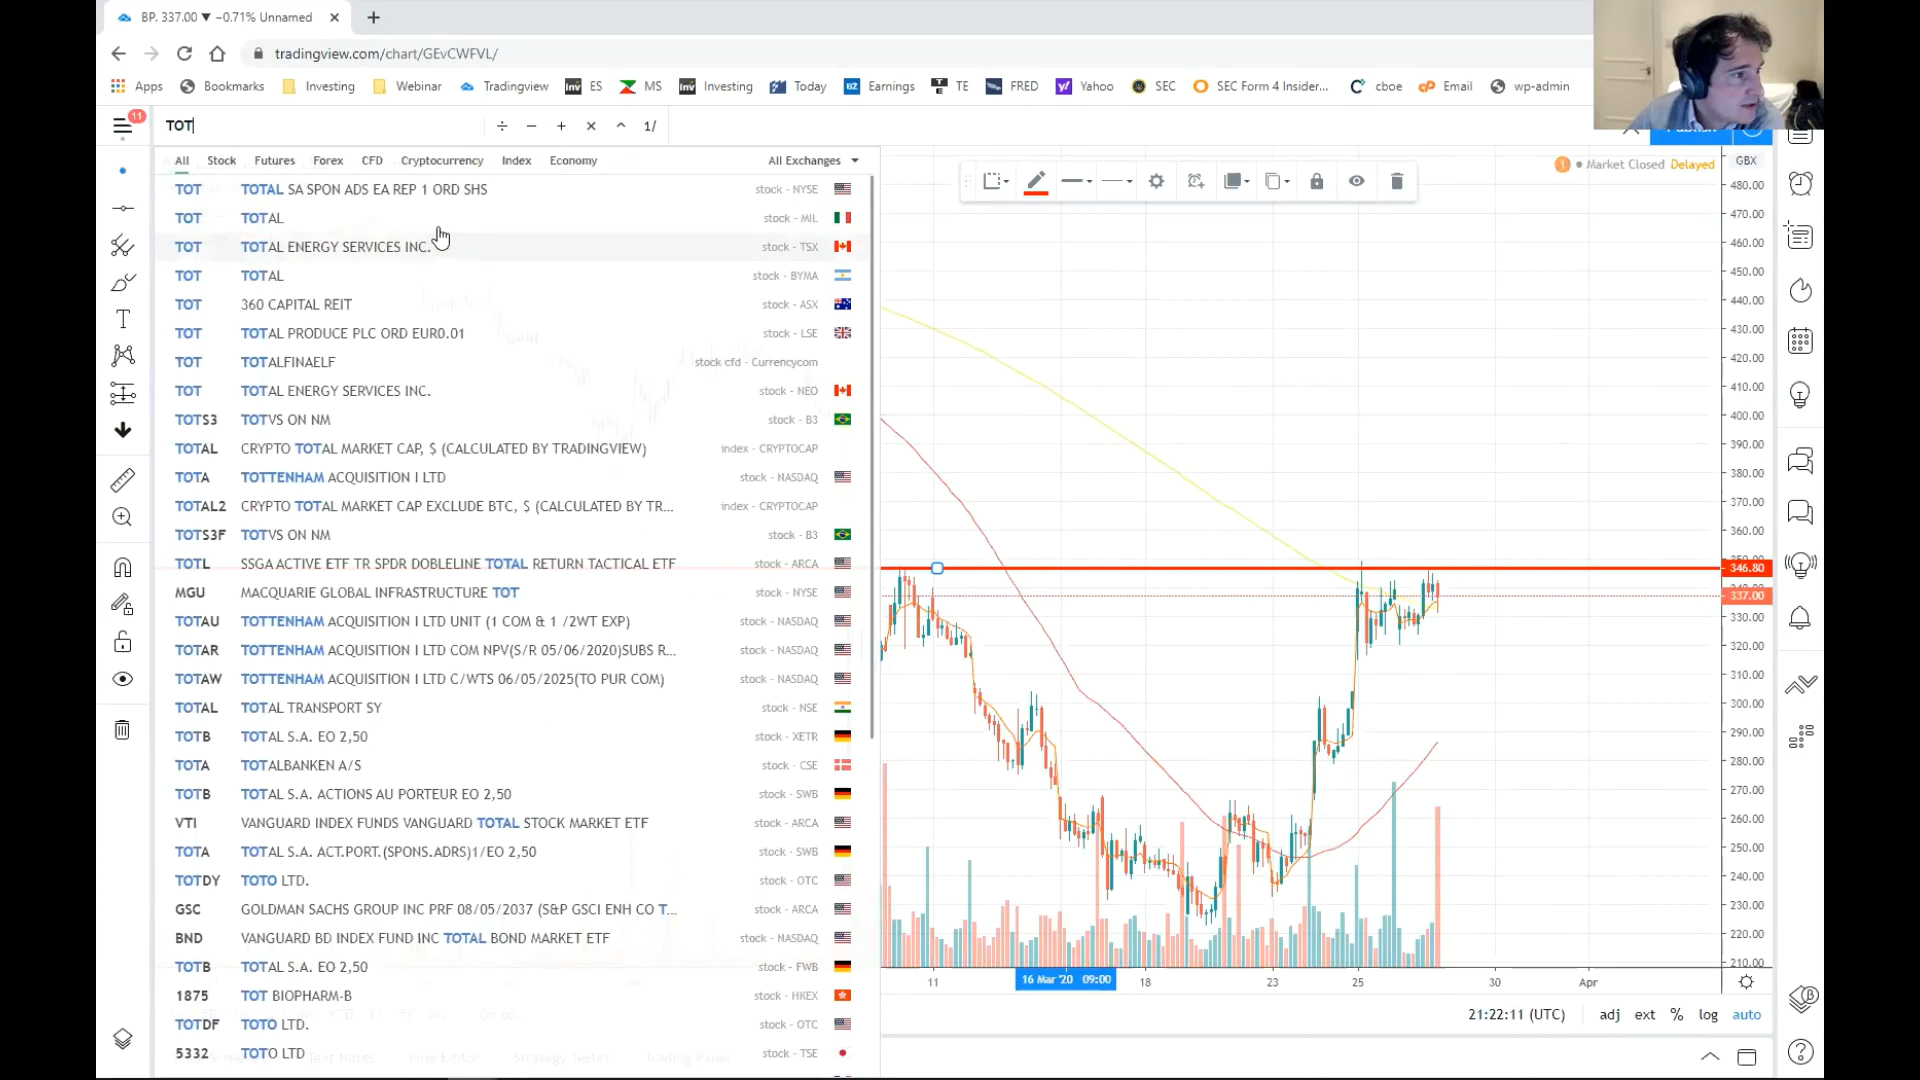 BP. 337.00 ▼ −0.71% Unnamed
tradingview.com/chart/GEvCWFVL/
Apps Bookmarks Investing Webinar Tradingview ES MS Investing Today Earnings TE FRED Yahoo SEC SEC Form 4 Insider... cboe Email wp-admin
11
TOT ÷ − + × 1/
All Stock Futures Forex CFD Cryptocurrency Index Economy All Exchanges
Market Closed Delayed GBX
TOT TOTAL SA SPON ADS EA REP 1 ORD SHS stock - NYSE
TOT TOTAL stock - MIL
TOT TOTAL ENERGY SERVICES INC. stock - TSX
TOT TOTAL stock - BYMA
TOT 360 CAPITAL REIT stock - ASX
TOT TOTAL PRODUCE PLC ORD EUR0.01 stock - LSE
TOT TOTALFINAELF stock cfd - Currencycom
TOT TOTAL ENERGY SERVICES INC. stock - NEO
TOTS3 TOTVS ON NM stock - B3
TOTAL CRYPTO TOTAL MARKET CAP, $ (CALCULATED BY TRADINGVIEW) index - CRYPTOCAP
TOTA TOTTENHAM ACQUISITION I LTD stock - NASDAQ
TOTAL2 CRYPTO TOTAL MARKET CAP EXCLUDE BTC, $ (CALCULATED BY TR... index - CRYPTOCAP
TOTS3F TOTVS ON NM stock - B3
TOTL SSGA ACTIVE ETF TR SPDR DOBLELINE TOTAL RETURN TACTICAL ETF stock - ARCA
MGU MACQUARIE GLOBAL INFRASTRUCTURE TOT stock - NYSE
TOTAU TOTTENHAM ACQUISITION I LTD UNIT (1 COM & 1 /2WT EXP) stock - NASDAQ
TOTAR TOTTENHAM ACQUISITION I LTD COM NPV(S/R 05/06/2020)SUBS R... stock - NASDAQ
TOTAW TOTTENHAM ACQUISITION I LTD C/WTS 06/05/2025(TO PUR COM) stock - NASDAQ
TOTAL TOTAL TRANSPORT SY stock - NSE
TOTB TOTAL S.A. EO 2,50 stock - XETR
TOTA TOTALBANKEN A/S stock - CSE
TOTB TOTAL S.A. ACTIONS AU PORTEUR EO 2,50 stock - SWB
VTI VANGUARD INDEX FUNDS VANGUARD TOTAL STOCK MARKET ETF stock - ARCA
TOTA TOTAL S.A. ACT.PORT.(SPONS.ADRS)1/EO 2,50 stock - SWB
TOTDY TOTO LTD. stock - OTC
GSC GOLDMAN SACHS GROUP INC PRF 08/05/2037 (S&P GSCI ENH CO T... stock - ARCA
BND VANGUARD BD INDEX FUND INC TOTAL BOND MARKET ETF stock - NASDAQ
TOTB TOTAL S.A. EO 2,50 stock - FWB
1875 TOT BIOPHARM-B stock - HKEX
TOTDF TOTO LTD. stock - OTC
5332 TOTO LTD stock - TSE
480.00
470.00
460.00
450.00
440.00
430.00
420.00
410.00
400.00
390.00
380.00
370.00
360.00
346.80
337.00
330.00
320.00
310.00
300.00
290.00
280.00
270.00
260.00
250.00
240.00
230.00
220.00
210.00
11 16 Mar '20 09:00 18 23 25 30 Apr
21:22:11 (UTC) adj ext % log auto
Text Notes Pine Editor Strategy Tester Trading Panel